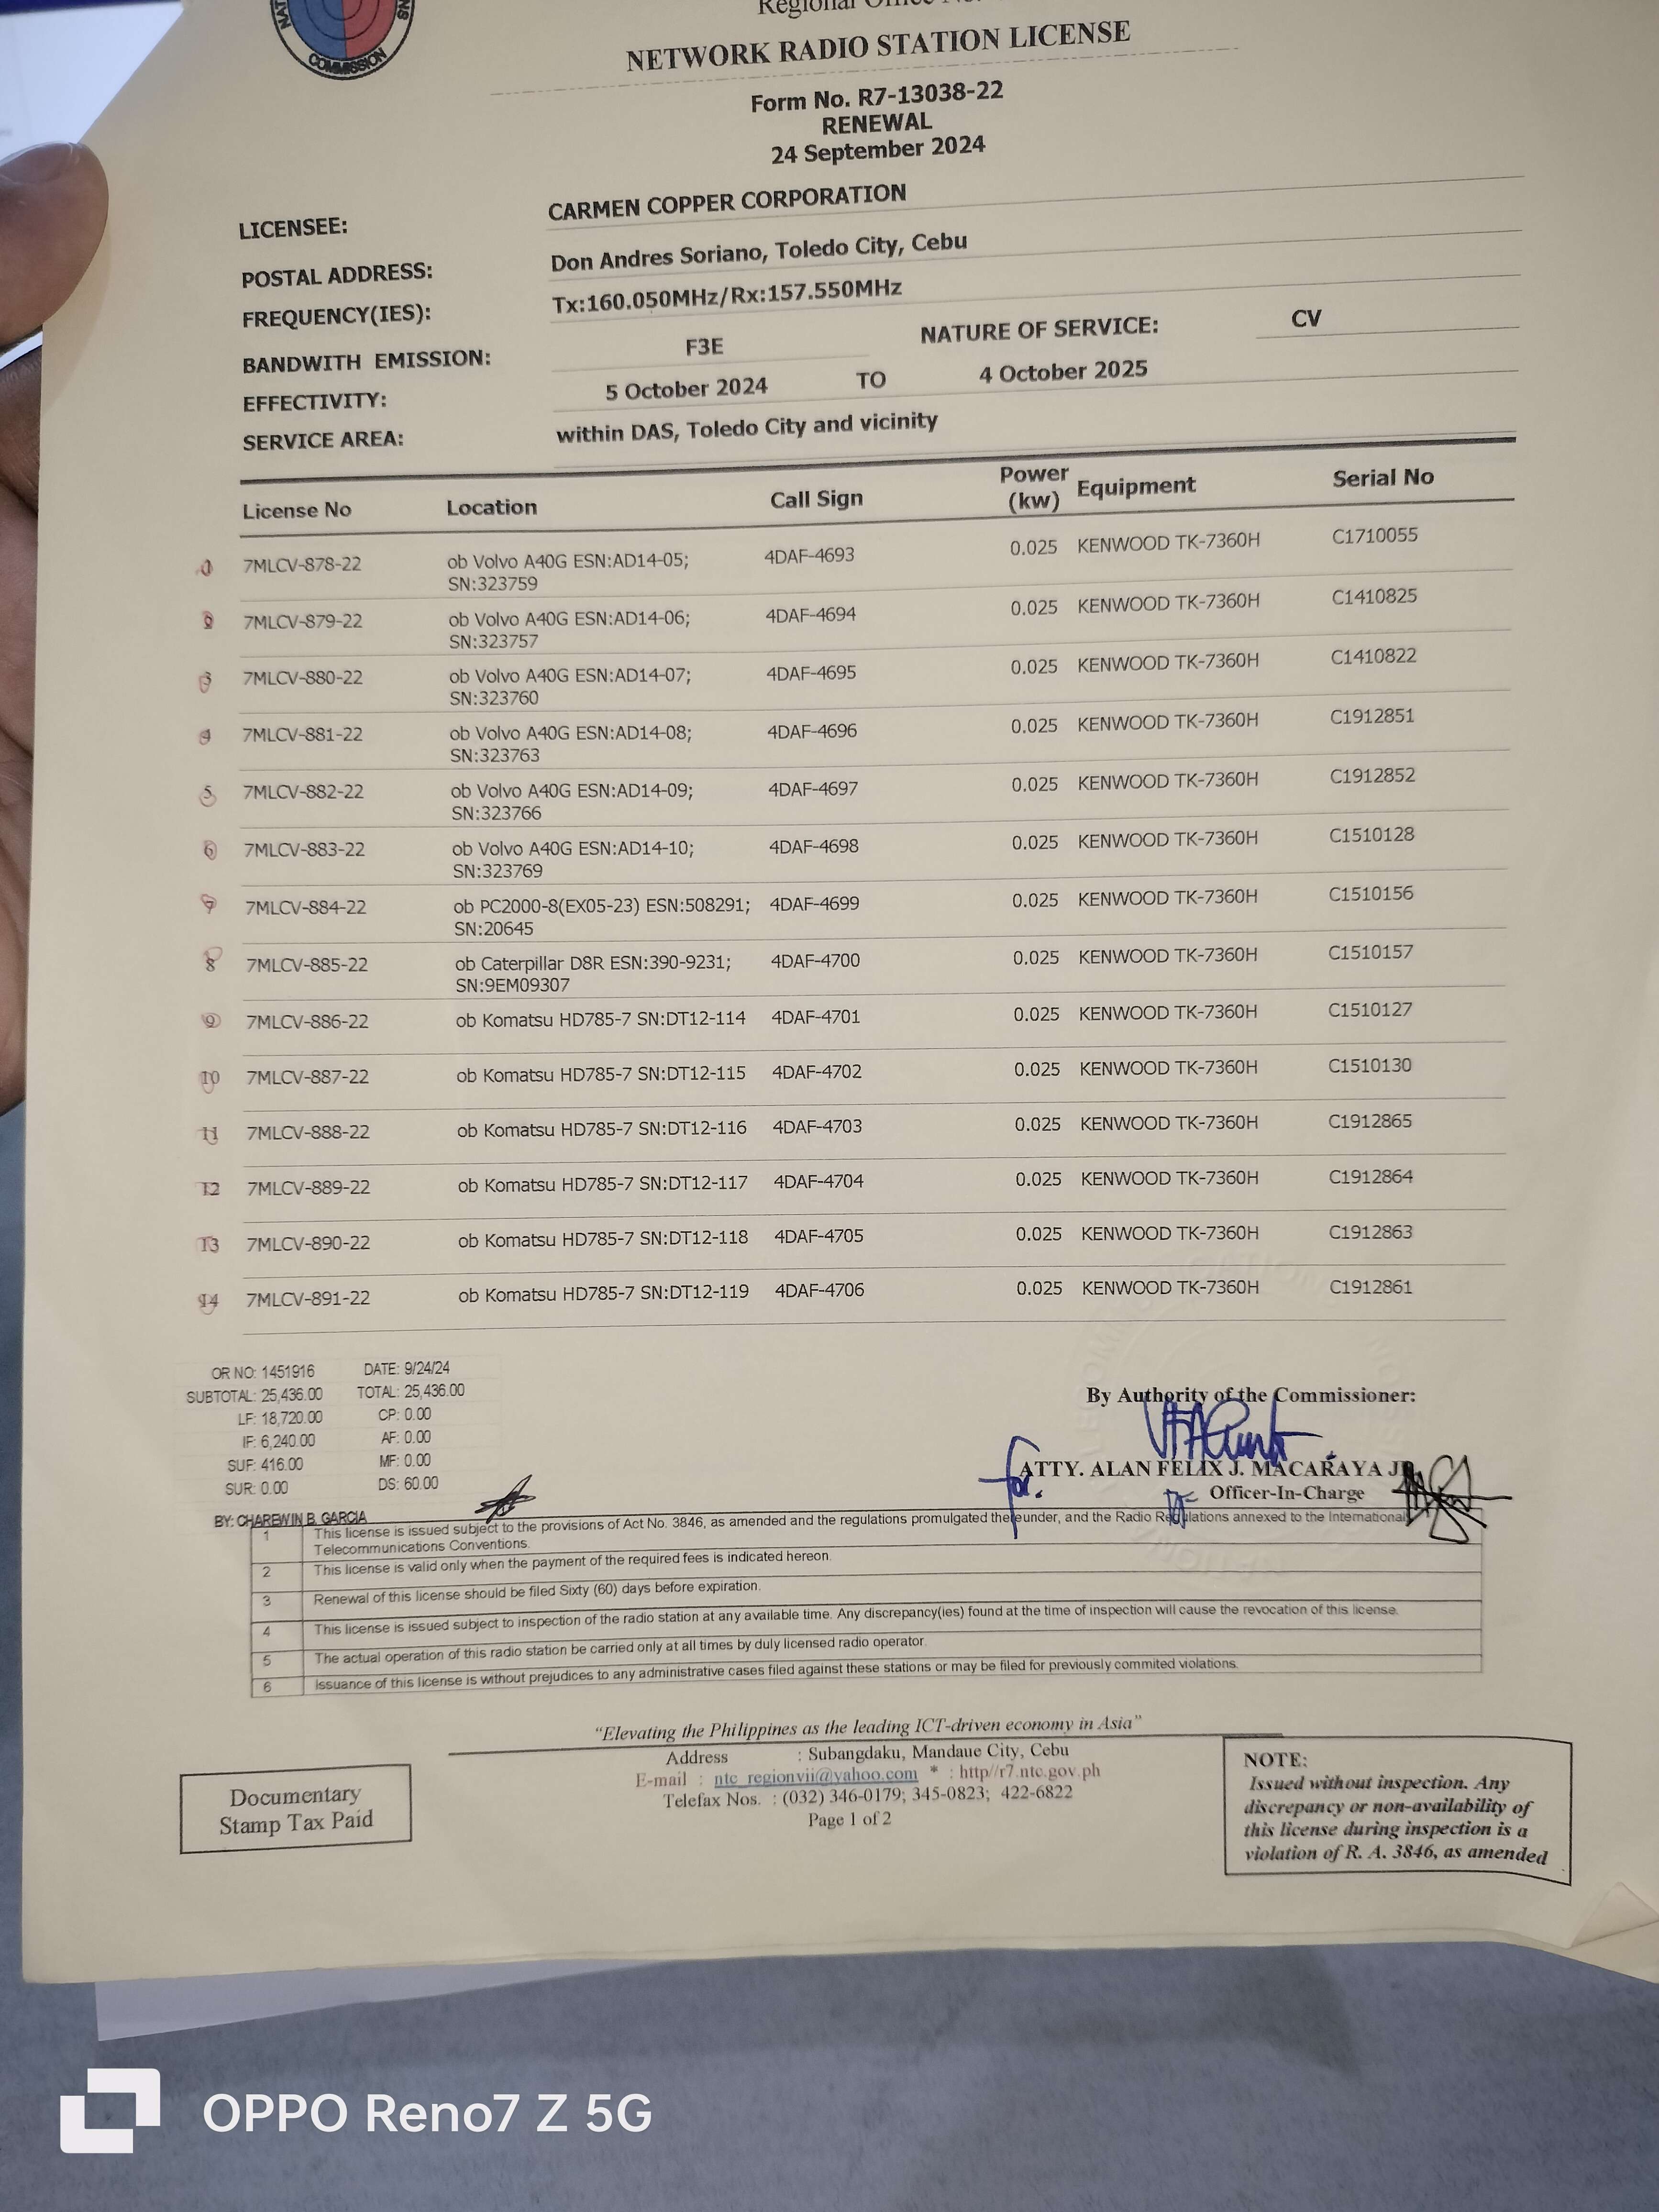 COMMISSION
Regional Office No.
NETWORK RADIO STATION LICENSE
Form No. R7-13038-22
RENEWAL
24 September 2024
LICENSEE: CARMEN COPPER CORPORATION
POSTAL ADDRESS: Don Andres Soriano, Toledo City, Cebu
FREQUENCY(IES): Tx:160.050MHz/Rx:157.550MHz
BANDWITH EMISSION: F3E NATURE OF SERVICE: CV
EFFECTIVITY: 5 October 2024 TO 4 October 2025
SERVICE AREA: within DAS, Toledo City and vicinity
License No Location Call Sign Power (kw) Equipment Serial No
1 7MLCV-878-22 ob Volvo A40G ESN:AD14-05; 4DAF-4693 0.025 KENWOOD TK-7360H C1710055
SN:323759
2 7MLCV-879-22 ob Volvo A40G ESN:AD14-06; 4DAF-4694 0.025 KENWOOD TK-7360H C1410825
SN:323757
3 7MLCV-880-22 ob Volvo A40G ESN:AD14-07; 4DAF-4695 0.025 KENWOOD TK-7360H C1410822
SN:323760
4 7MLCV-881-22 ob Volvo A40G ESN:AD14-08; 4DAF-4696 0.025 KENWOOD TK-7360H C1912851
SN:323763
5 7MLCV-882-22 ob Volvo A40G ESN:AD14-09; 4DAF-4697 0.025 KENWOOD TK-7360H C1912852
SN:323766
6 7MLCV-883-22 ob Volvo A40G ESN:AD14-10; 4DAF-4698 0.025 KENWOOD TK-7360H C1510128
SN:323769
7 7MLCV-884-22 ob PC2000-8(EX05-23) ESN:508291; 4DAF-4699 0.025 KENWOOD TK-7360H C1510156
SN:20645
8 7MLCV-885-22 ob Caterpillar D8R ESN:390-9231; 4DAF-4700 0.025 KENWOOD TK-7360H C1510157
SN:9EM09307
9 7MLCV-886-22 ob Komatsu HD785-7 SN:DT12-114 4DAF-4701 0.025 KENWOOD TK-7360H C1510127
10 7MLCV-887-22 ob Komatsu HD785-7 SN:DT12-115 4DAF-4702 0.025 KENWOOD TK-7360H C1510130
11 7MLCV-888-22 ob Komatsu HD785-7 SN:DT12-116 4DAF-4703 0.025 KENWOOD TK-7360H C1912865
12 7MLCV-889-22 ob Komatsu HD785-7 SN:DT12-117 4DAF-4704 0.025 KENWOOD TK-7360H C1912864
13 7MLCV-890-22 ob Komatsu HD785-7 SN:DT12-118 4DAF-4705 0.025 KENWOOD TK-7360H C1912863
14 7MLCV-891-22 ob Komatsu HD785-7 SN:DT12-119 4DAF-4706 0.025 KENWOOD TK-7360H C1912861
OR NO: 1451916 DATE: 9/24/24
SUBTOTAL: 25,436.00 TOTAL: 25,436.00
LF: 18,720.00 CP: 0.00
IF: 6,240.00 AF: 0.00
SUF: 416.00 MF: 0.00
SUR: 0.00 DS: 60.00
BY: CHAREWIN B. GARCIA
By Authority of the Commissioner:
for.
ATTY. ALAN FELIX J. MACARAYA JR.
Officer-In-Charge
1 This license is issued subject to the provisions of Act No. 3846, as amended and the regulations promulgated thereunder, and the Radio Regulations annexed to the International
Telecommunications Conventions.
2 This license is valid only when the payment of the required fees is indicated hereon.
3 Renewal of this license should be filed Sixty (60) days before expiration.
4 This license is issued subject to inspection of the radio station at any available time. Any discrepancy(ies) found at the time of inspection will cause the revocation of this license.
5 The actual operation of this radio station be carried only at all times by duly licensed radio operator.
6 Issuance of this license is without prejudices to any administrative cases filed against these stations or may be filed for previously commited violations.
“Elevating the Philippines as the leading ICT-driven economy in Asia”
Address : Subangdaku, Mandaue City, Cebu
E-mail : ntc_regionvii@yahoo.com * : http//r7.ntc.gov.ph
Telefax Nos. : (032) 346-0179; 345-0823; 422-6822
Page 1 of 2
Documentary
Stamp Tax Paid
NOTE:
Issued without inspection. Any
discrepancy or non-availability of
this license during inspection is a
violation of R. A. 3846, as amended
OPPO Reno7 Z 5G